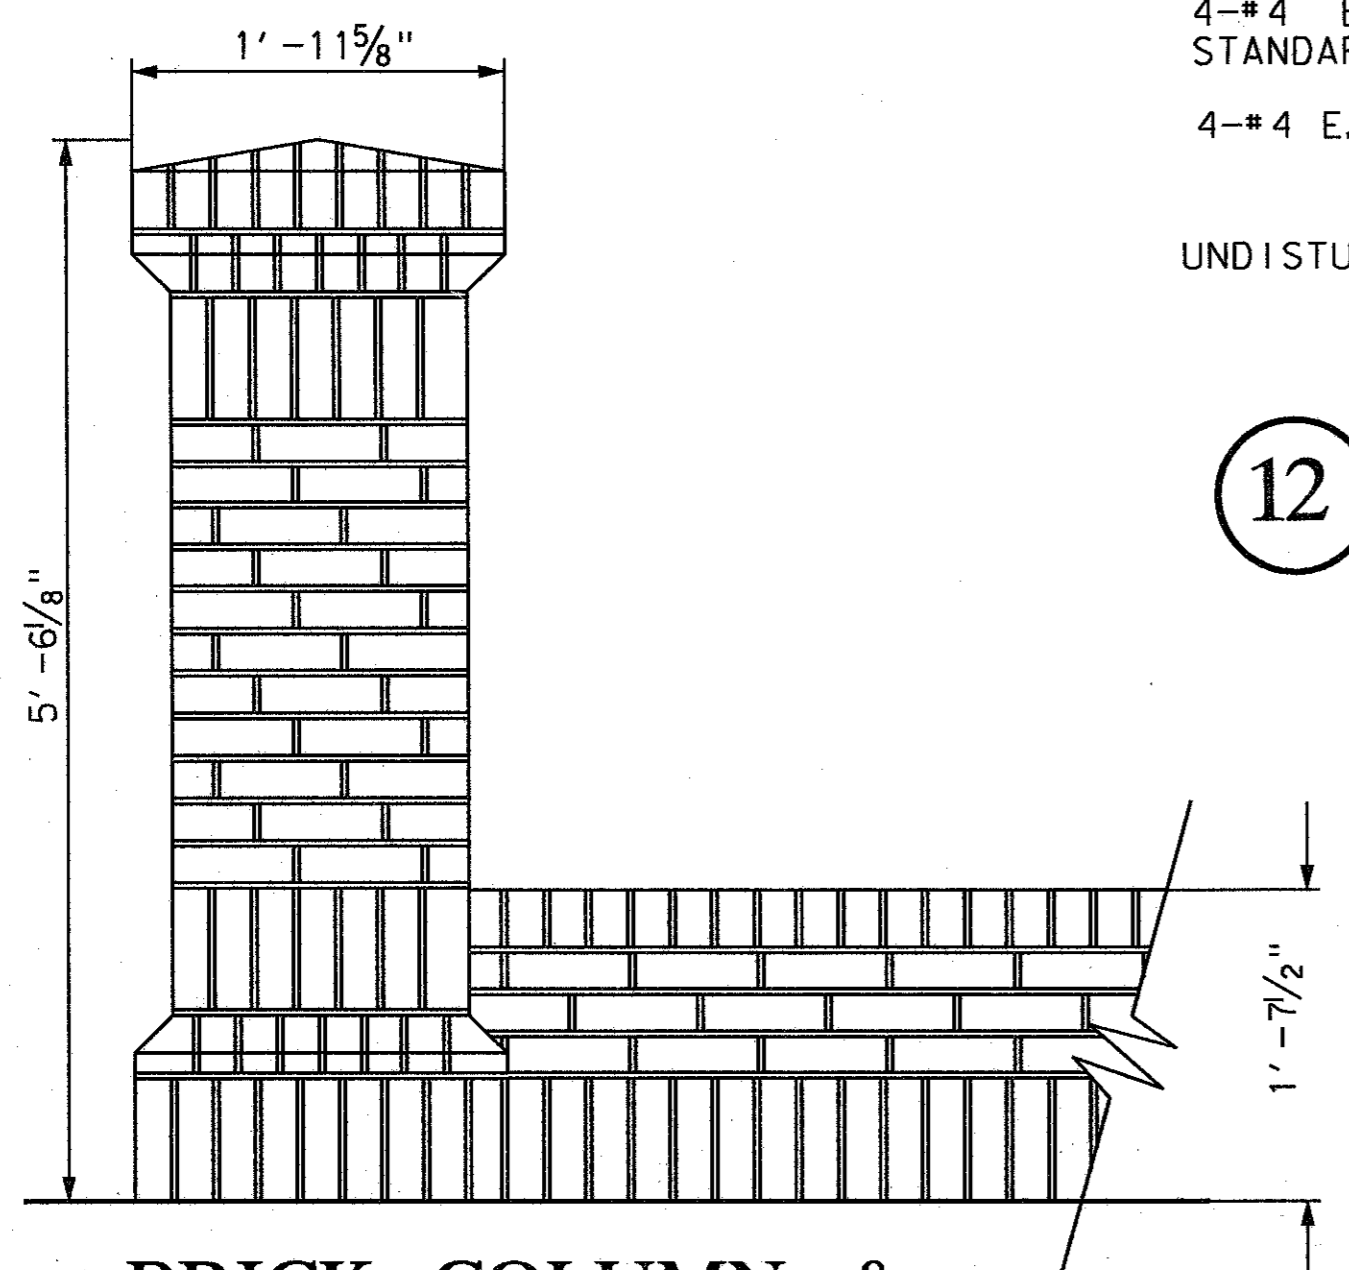 4-#4
STANDAR
4-#4 E.
UNDISTU
1'-11⅝"
12
5'-6⅛"
1'-7½"
BRICK COLUMN &